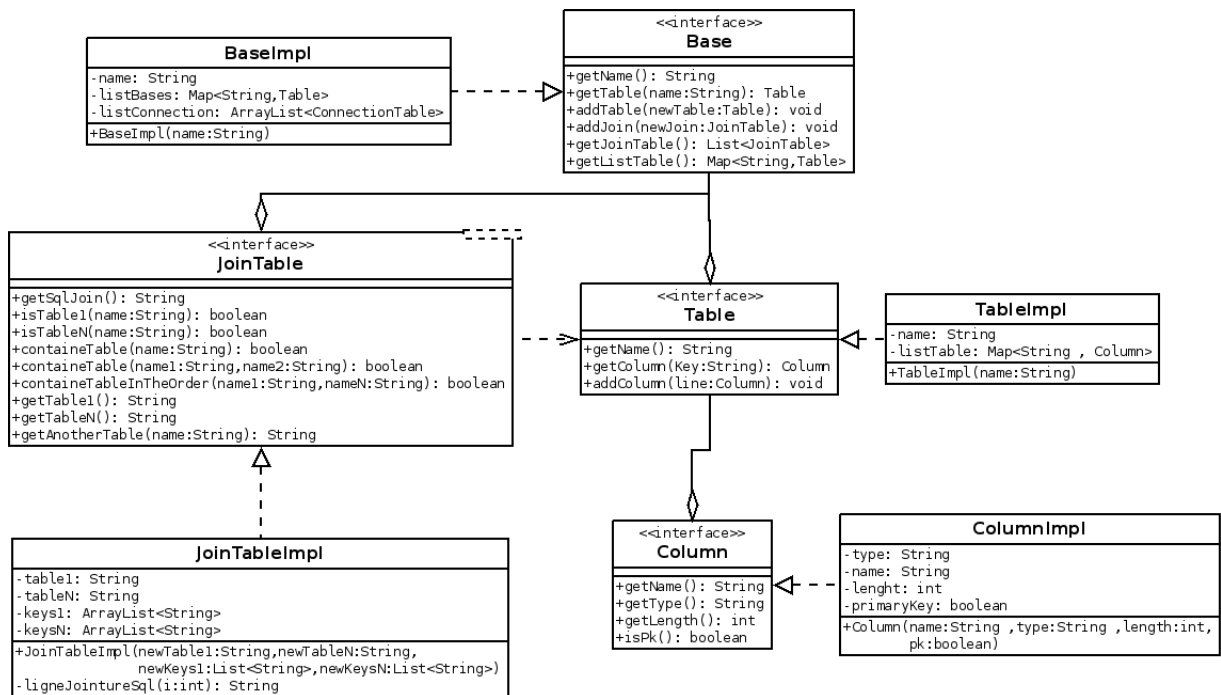 BaseImpl
-name: String
-listBases: Map<String,Table>
-listConnection: ArrayList<ConnectionTable>
+BaseImpl(name:String)
<<interface>>
Base
+getName(): String
+getTable(name:String): Table
+addTable(newTable:Table): void
+addJoin(newJoin:JoinTable): void
+getJoinTable(): List<JoinTable>
+getListTable(): Map<String,Table>
<<interface>>
JoinTable
+getSqlJoin(): String
+isTable1(name:String): boolean
+isTableN(name:String): boolean
+containeTable(name:String): boolean
+containeTable(name1:String,name2:String): boolean
+containeTableInTheOrder(name1:String,nameN:String): boolean
+getTable1(): String
+getTableN(): String
+getAnotherTable(name:String): String
<<interface>>
Table
+getName(): String
+getColumn(Key:String): Column
+addColumn(line:Column): void
TableImpl
-name: String
-listTable: Map<String , Column>
+TableImpl(name:String)
JoinTableImpl
-table1: String
-tableN: String
-keys1: ArrayList<String>
-keysN: ArrayList<String>
+JoinTableImpl(newTable1:String,newTableN:String,
newKeys1:List<String>,newKeysN:List<String>)
-ligneJointureSql(i:int): String
<<interface>>
Column
+getName(): String
+getType(): String
+getLength(): int
+isPk(): boolean
ColumnImpl
-type: String
-name: String
-lenght: int
-primaryKey: boolean
+Column(name:String ,type:String ,length:int,
pk:boolean)